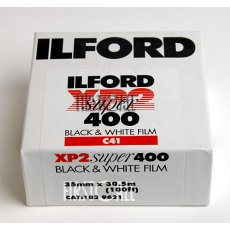 ILFORD
ILFORD
XP2
super
400
BLACK & WHITE FILM
C41
XP2 super 400
BLACK & WHITE FILM
35mm x 30.5m
(100ft)